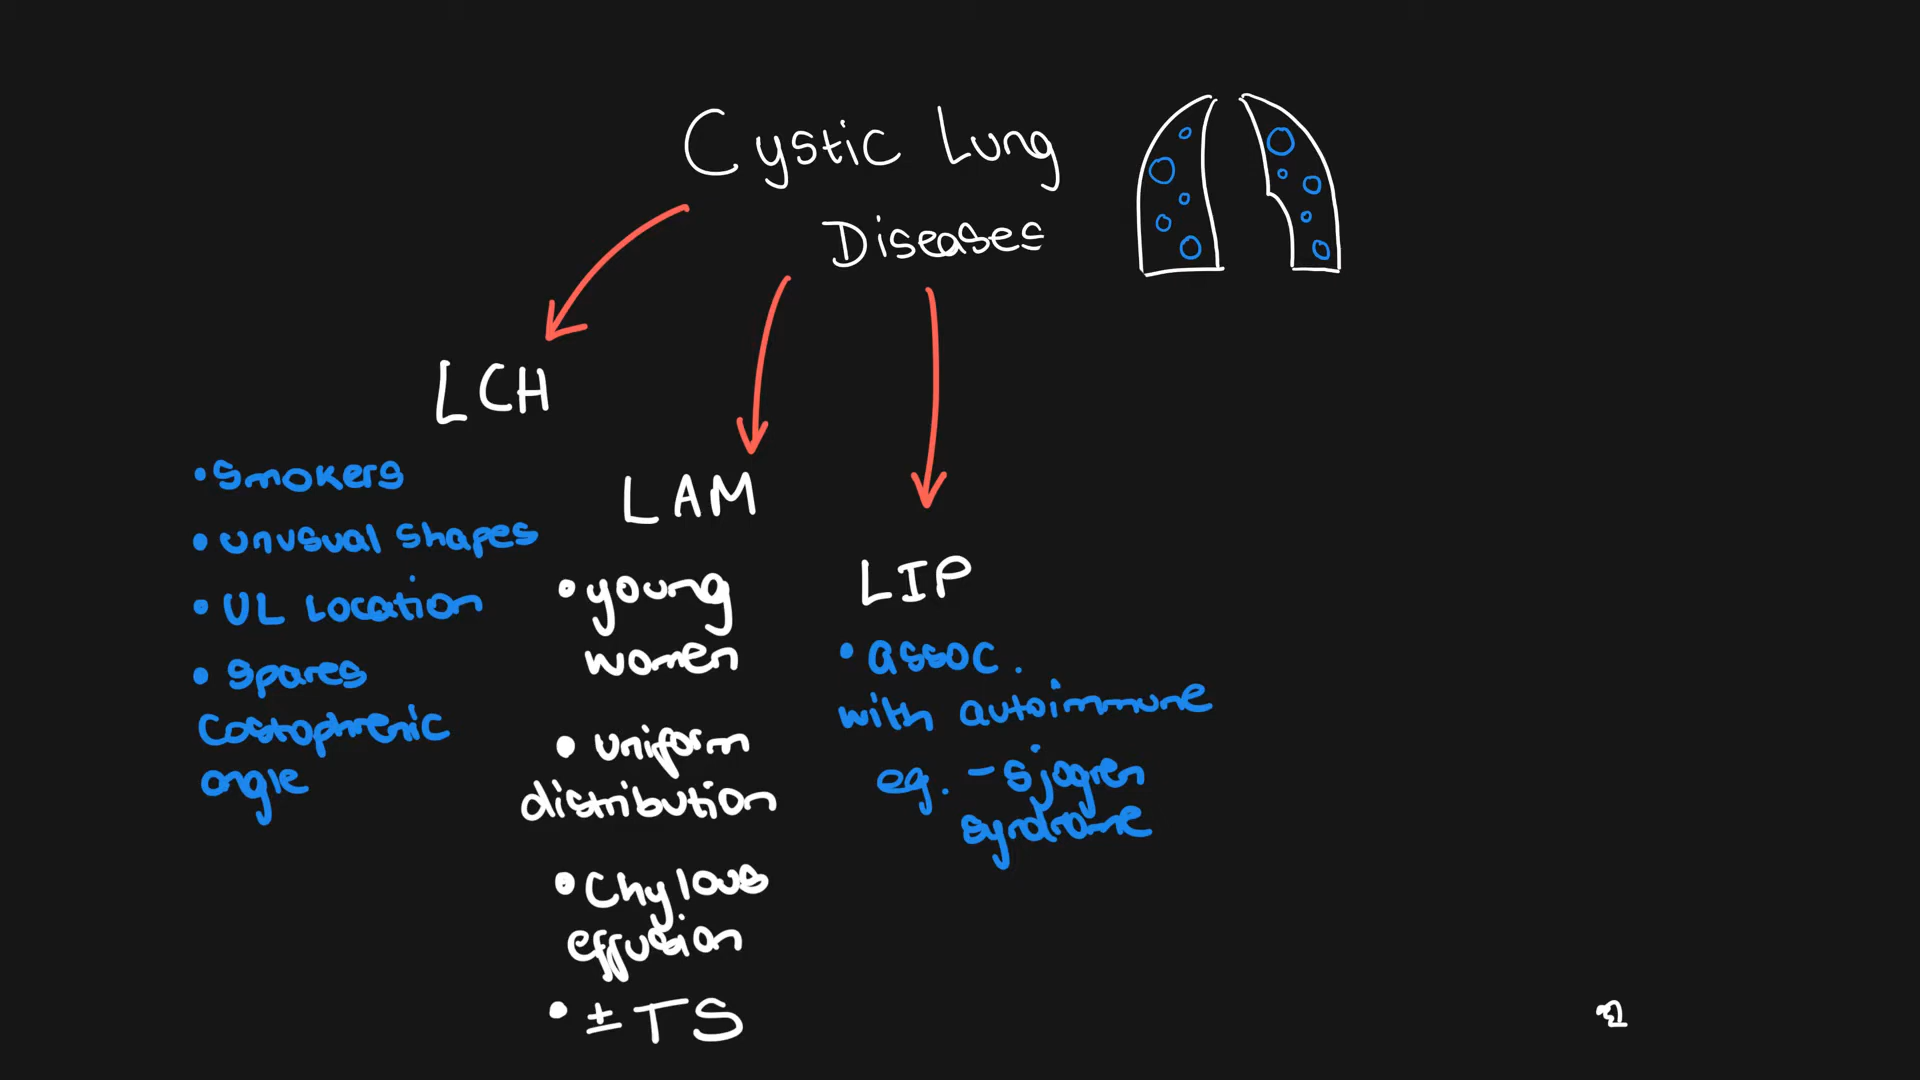 Cystic Lung
Diseases
LCH
• Smokers
• unusual shapes
• UL Location
• Spares
Costophrenic
angle
LAM
• young
women
• uniform
distribution
• Chylous
effusion
• ± TS
LIP
• assoc.
with autoimmune
eg. - Sjogren
syndrome